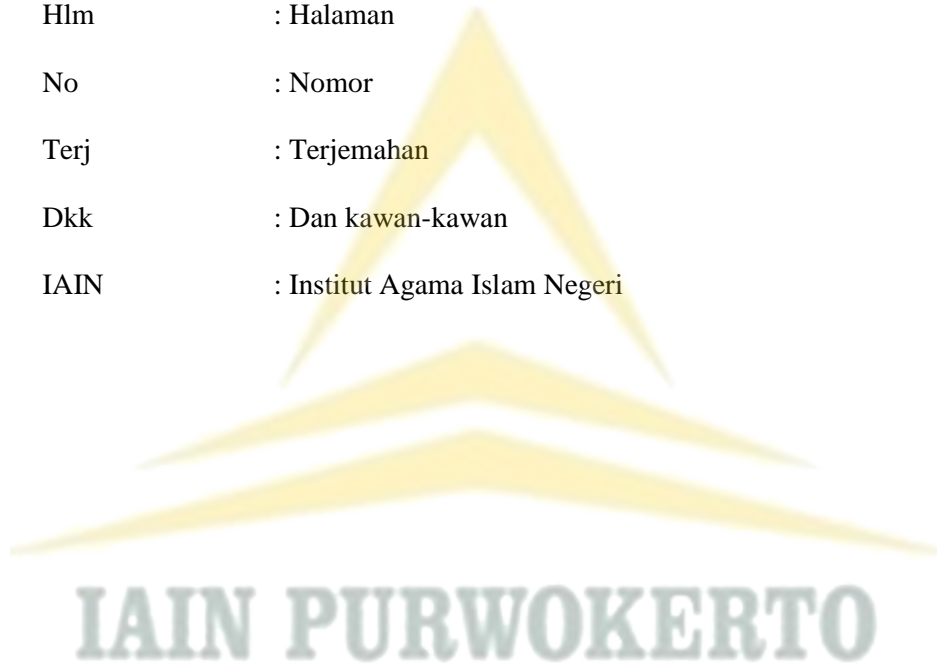 Hlm : Halaman
No : Nomor
Terj : Terjemahan
Dkk : Dan kawan-kawan
IAIN : Institut Agama Islam Negeri
IAIN PURWOKERTO